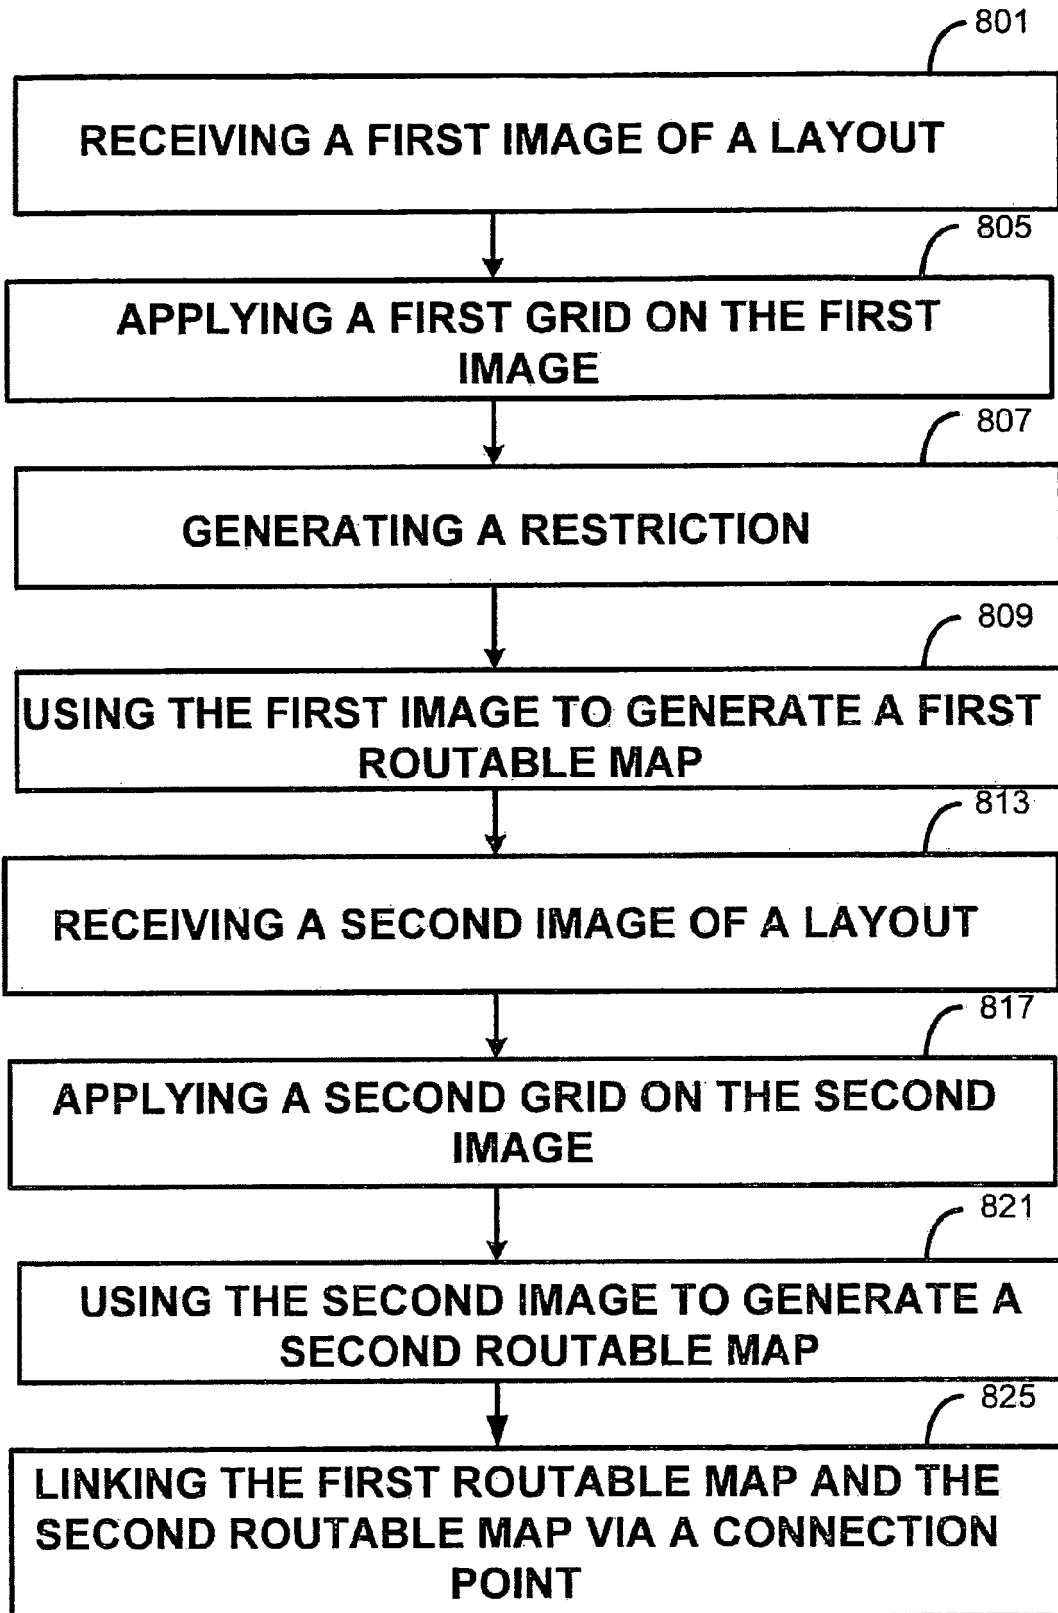 801
RECEIVING A FIRST IMAGE OF A LAYOUT
805
APPLYING A FIRST GRID ON THE FIRST
IMAGE
807
GENERATING A RESTRICTION
809
USING THE FIRST IMAGE TO GENERATE A FIRST
ROUTABLE MAP
813
RECEIVING A SECOND IMAGE OF A LAYOUT
817
APPLYING A SECOND GRID ON THE SECOND
IMAGE
821
USING THE SECOND IMAGE TO GENERATE A
SECOND ROUTABLE MAP
825
LINKING THE FIRST ROUTABLE MAP AND THE
SECOND ROUTABLE MAP VIA A CONNECTION
POINT